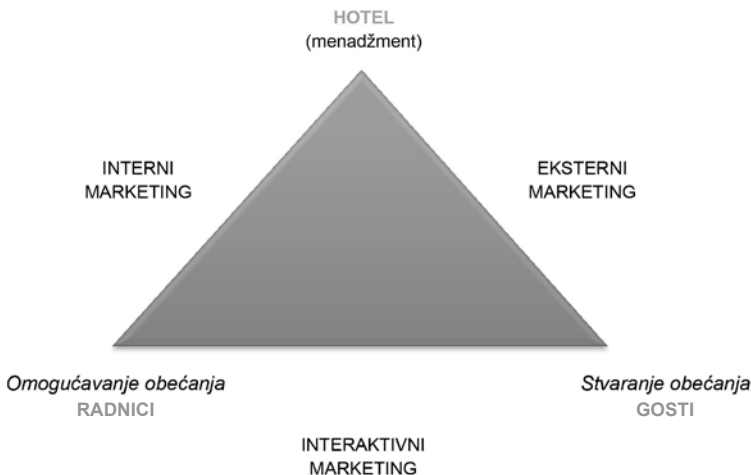 HOTEL
(menadžment)
INTERNI
MARKETING
EKSTERNI
MARKETING
Omogućavanje obećanja
RADNICI
Stvaranje obećanja
GOSTI
INTERAKTIVNI
MARKETING